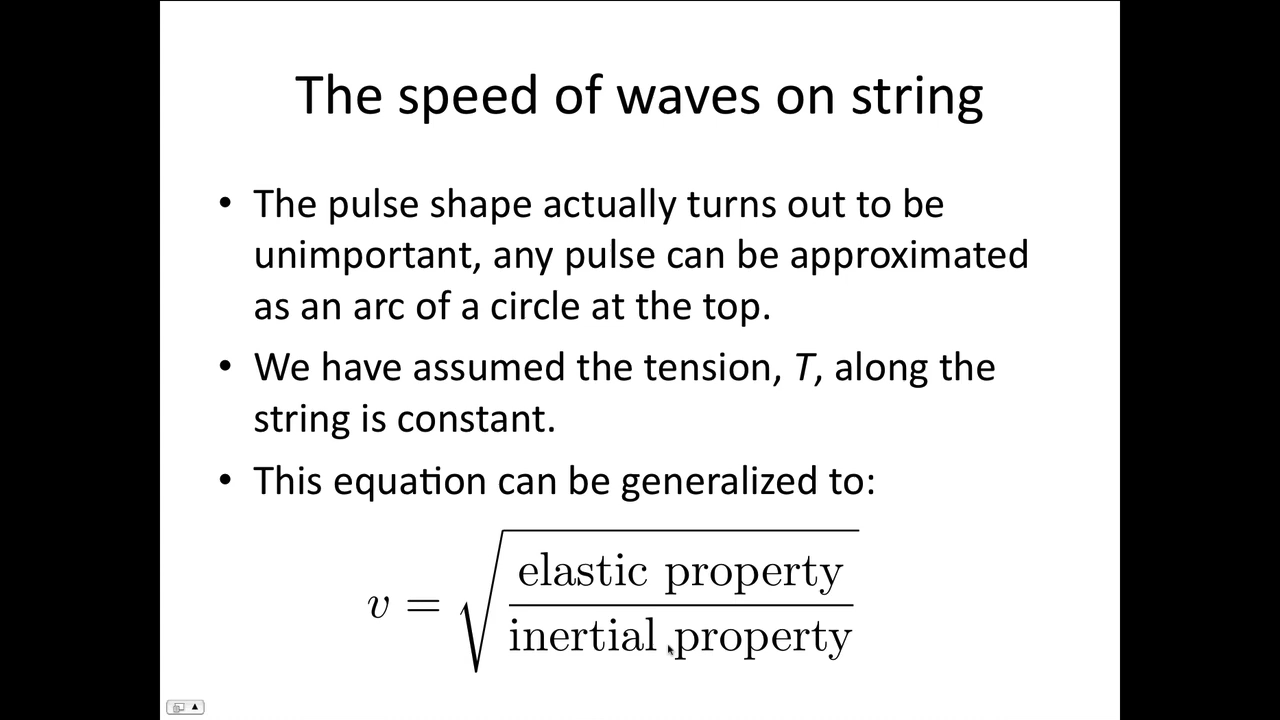 The speed of waves on string
• The pulse shape actually turns out to be
unimportant, any pulse can be approximated
as an arc of a circle at the top.
• We have assumed the tension, T, along the
string is constant.
• This equation can be generalized to:
v = √(elastic property / inertial property)